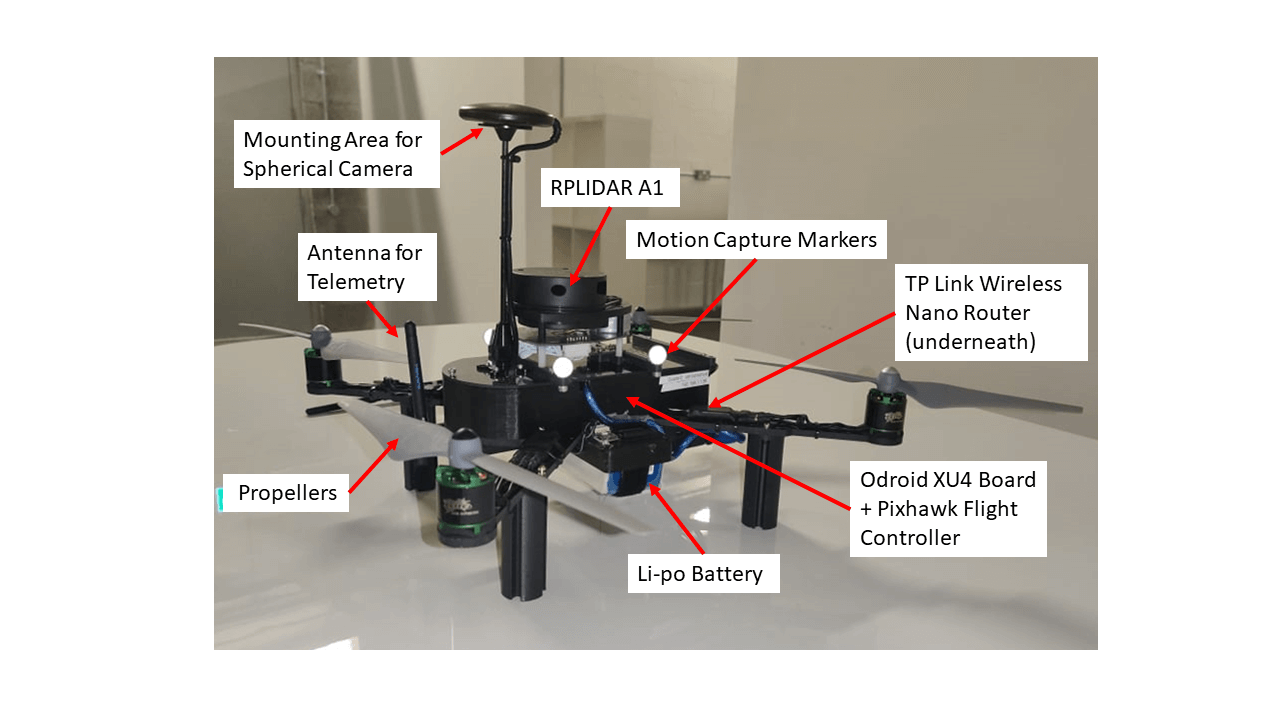 Mounting Area for
Spherical Camera
RPLIDAR A1
Motion Capture Markers
Antenna for
Telemetry
TP Link Wireless
Nano Router
(underneath)
Propellers
Odroid XU4 Board
+ Pixhawk Flight
Controller
Li-po Battery